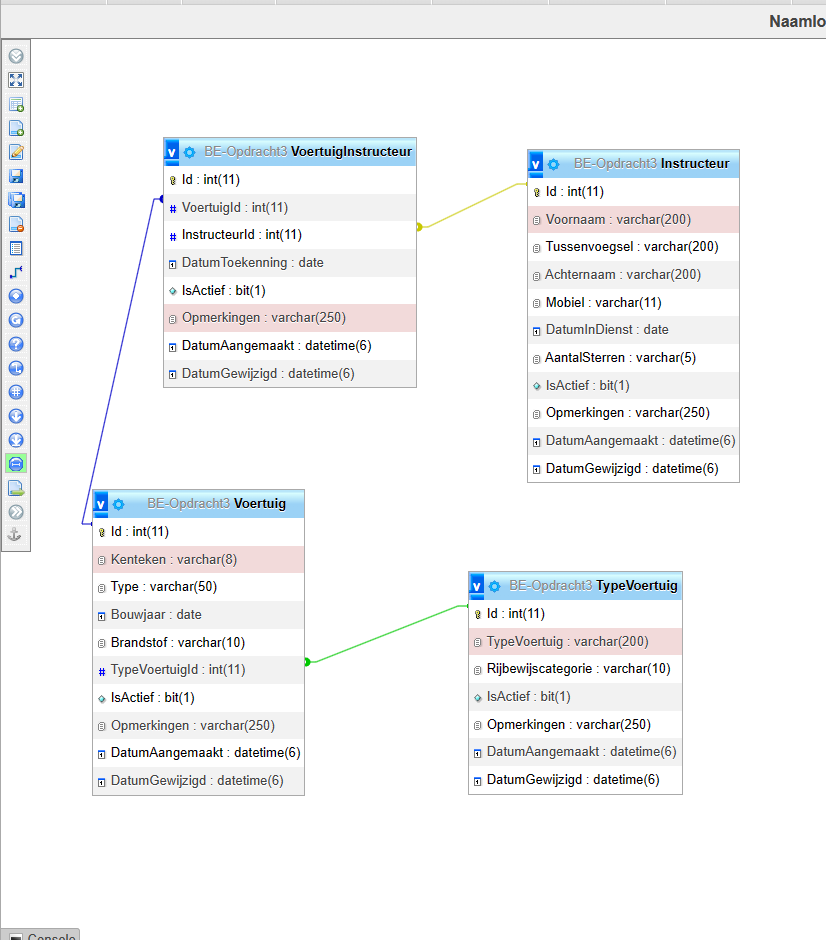 Naamlo
BE-Opdracht3 VoertuigInstructeur
Id : int(11)
VoertuigId : int(11)
InstructeurId : int(11)
DatumToekenning : date
IsActief : bit(1)
Opmerkingen : varchar(250)
DatumAangemaakt : datetime(6)
DatumGewijzigd : datetime(6)
BE-Opdracht3 Instructeur
Id : int(11)
Voornaam : varchar(200)
Tussenvoegsel : varchar(200)
Achternaam : varchar(200)
Mobiel : varchar(11)
DatumInDienst : date
AantalSterren : varchar(5)
IsActief : bit(1)
Opmerkingen : varchar(250)
DatumAangemaakt : datetime(6)
DatumGewijzigd : datetime(6)
BE-Opdracht3 Voertuig
Id : int(11)
Kenteken : varchar(8)
Type : varchar(50)
Bouwjaar : date
Brandstof : varchar(10)
TypeVoertuigId : int(11)
IsActief : bit(1)
Opmerkingen : varchar(250)
DatumAangemaakt : datetime(6)
DatumGewijzigd : datetime(6)
BE-Opdracht3 TypeVoertuig
Id : int(11)
TypeVoertuig : varchar(200)
Rijbewijscategorie : varchar(10)
IsActief : bit(1)
Opmerkingen : varchar(250)
DatumAangemaakt : datetime(6)
DatumGewijzigd : datetime(6)
Console